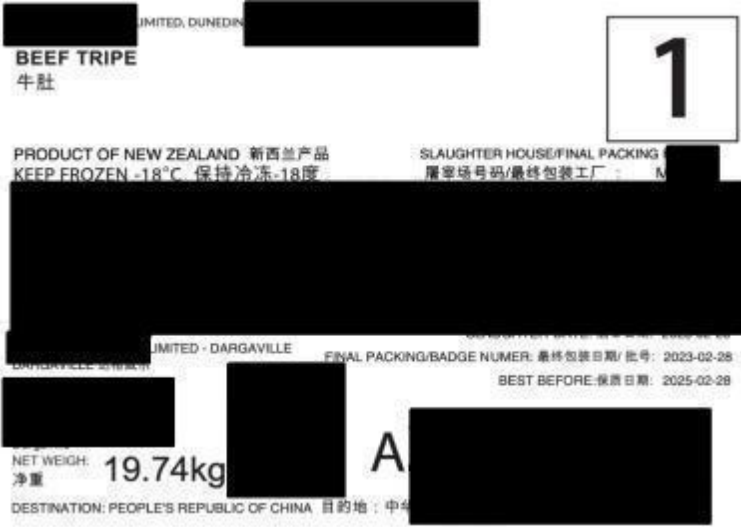 LIMITED, DUNEDIN
BEEF TRIPE
牛肚
1
PRODUCT OF NEW ZEALAND 新西兰产品
KEEP FROZEN -18°C 保持冷冻-18度
SLAUGHTER HOUSE/FINAL PACKING
屠宰场号码/最终包装工厂 : M
LIMITED - DARGAVILLE
FINAL PACKING/BADGE NUMER: 最终包装日期/ 批号: 2023-02-28
BEST BEFORE:保质日期: 2025-02-28
NET WEIGH: 19.74kg
净重
A
DESTINATION: PEOPLE'S REPUBLIC OF CHINA 目的地 : 中